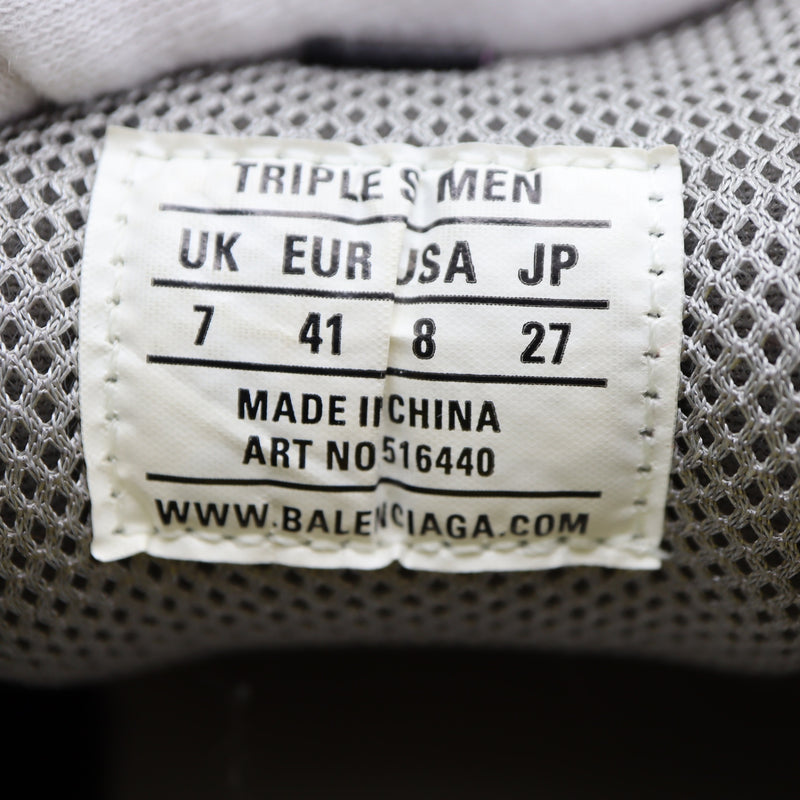 TRIPLE S MEN
UK EUR USA JP
7 41 8 27
MADE IN CHINA
ART NO 516440
WWW.BALENCIAGA.COM